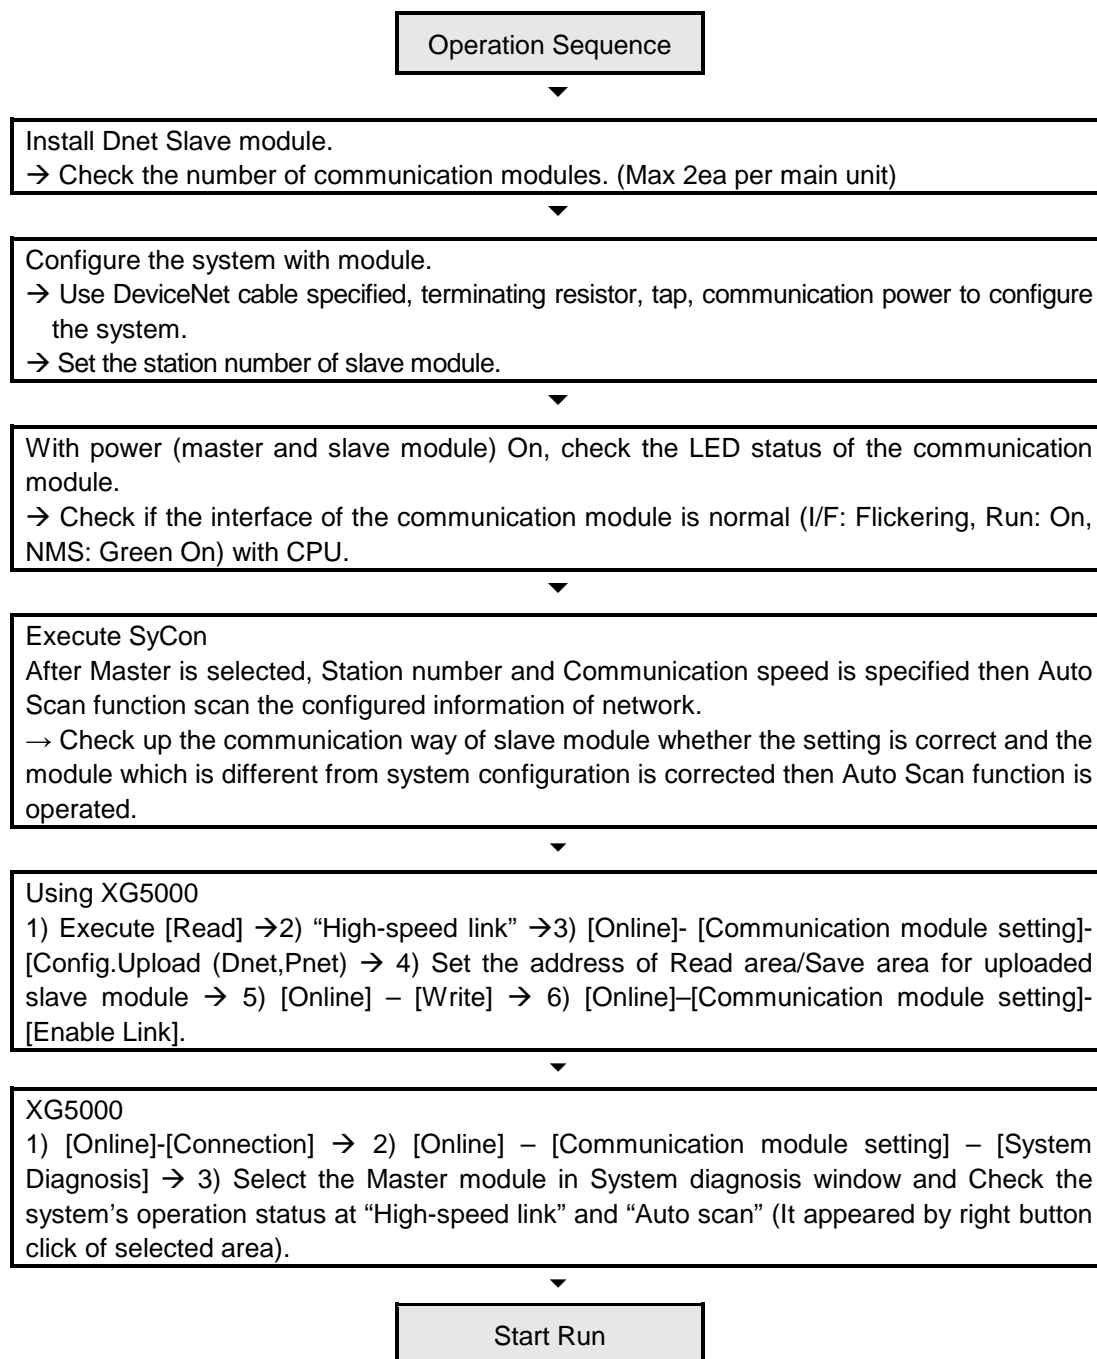 Operation Sequence
Install Dnet Slave module.
→ Check the number of communication modules. (Max 2ea per main unit)
Configure the system with module.
→ Use DeviceNet cable specified, terminating resistor, tap, communication power to configure
the system.
→ Set the station number of slave module.
With power (master and slave module) On, check the LED status of the communication
module.
→ Check if the interface of the communication module is normal (I/F: Flickering, Run: On,
NMS: Green On) with CPU.
Execute SyCon
After Master is selected, Station number and Communication speed is specified then Auto
Scan function scan the configured information of network.
→ Check up the communication way of slave module whether the setting is correct and the
module which is different from system configuration is corrected then Auto Scan function is
operated.
Using XG5000
1) Execute [Read] →2) “High-speed link” →3) [Online]- [Communication module setting]-
[Config.Upload (Dnet,Pnet) → 4) Set the address of Read area/Save area for uploaded
slave module → 5) [Online] – [Write] → 6) [Online]–[Communication module setting]-
[Enable Link].
XG5000
1) [Online]-[Connection] → 2) [Online] – [Communication module setting] – [System
Diagnosis] → 3) Select the Master module in System diagnosis window and Check the
system’s operation status at “High-speed link” and “Auto scan” (It appeared by right button
click of selected area).
Start Run